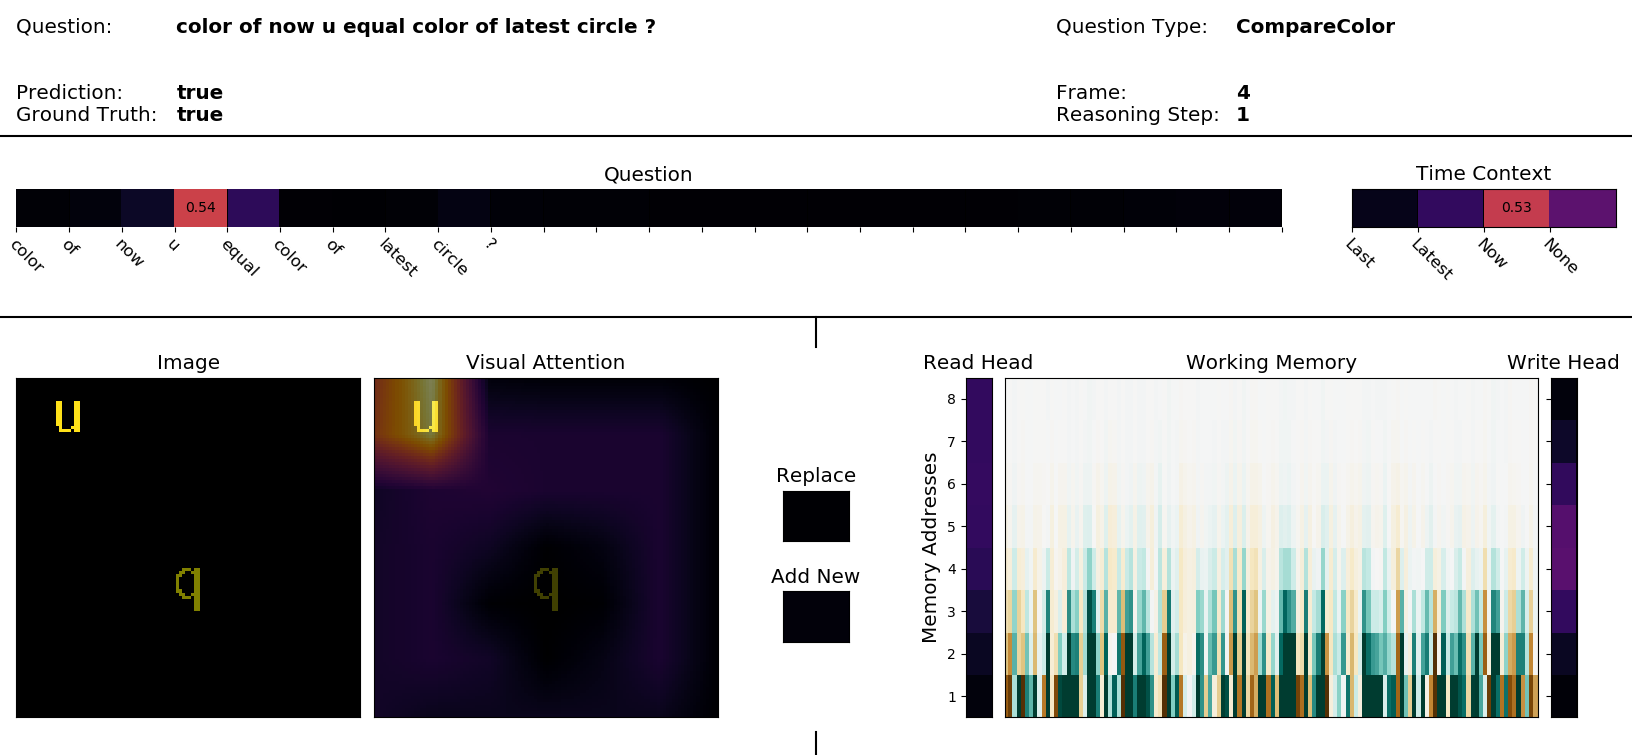 Question: color of now u equal color of latest circle ? Question Type: CompareColor
Prediction: true Frame: 4
Ground Truth: true Reasoning Step: 1
Question Time Context
0.54 0.53
color of now u equal color of latest circle ? Last Latest Now None
Image Visual Attention Read Head Working Memory Write Head
u u
q q
Replace
Add New
Memory Addresses
8
7
6
5
4
3
2
1